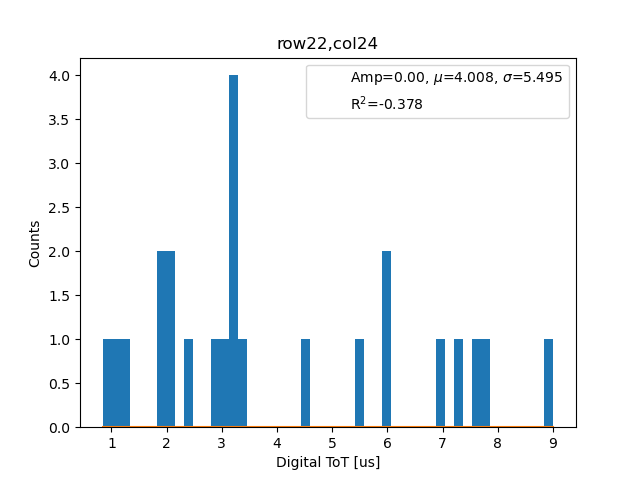 row22,col24
Amp=0.00, μ=4.008, σ=5.495
R²=-0.378
4.0
3.5
3.0
2.5
2.0
1.5
1.0
0.5
0.0
Counts
1 2 3 4 5 6 7 8 9
Digital ToT [us]